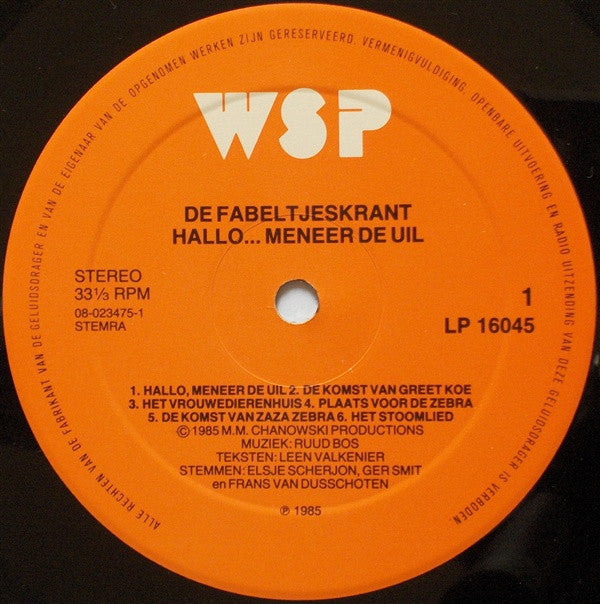 ALLE RECHTEN VAN DE FABRIKANT VAN DE GELUIDSDRAGER EN VAN DE EIGENAAR VAN DE OPGENOMEN WERKEN ZIJN GERESERVEERD. VERMENIGVULDIGING, OPENBARE UITVOERING EN RADIO UITZENDING VAN DEZE GELUIDSDRAGER IS VERBODEN
WSP
DE FABELTJESKRANT
HALLO... MENEER DE UIL
STEREO
33⅓ RPM
08-023475-1
STEMRA
1
LP 16045
1. HALLO, MENEER DE UIL 2. DE KOMST VAN GREET KOE
3. HET VROUWEDIERENHUIS 4. PLAATS VOOR DE ZEBRA
5. DE KOMST VAN ZAZA ZEBRA 6. HET STOOMLIED
© 1985 M.M. CHANOWSKI PRODUCTIONS
MUZIEK: RUUD BOS
TEKSTEN: LEEN VALKENIER
STEMMEN: ELSJE SCHERJON, GER SMIT
en FRANS VAN DUSSCHOTEN
℗ 1985